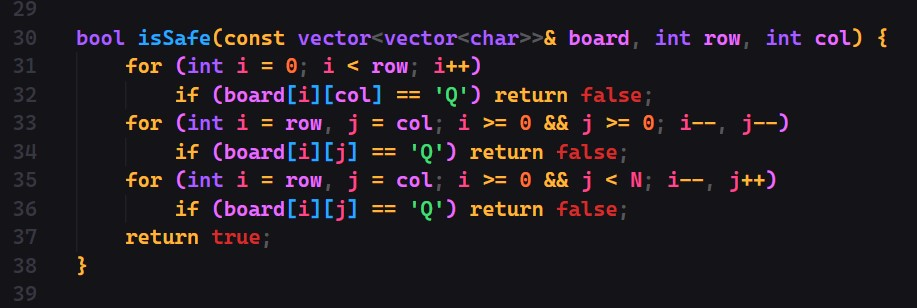 29
30 bool isSafe(const vector<vector<char>>& board, int row, int col) {
31     for (int i = 0; i < row; i++)
32         if (board[i][col] == 'Q') return false;
33     for (int i = row, j = col; i >= 0 && j >= 0; i--, j--)
34         if (board[i][j] == 'Q') return false;
35     for (int i = row, j = col; i >= 0 && j < N; i--, j++)
36         if (board[i][j] == 'Q') return false;
37     return true;
38 }
39